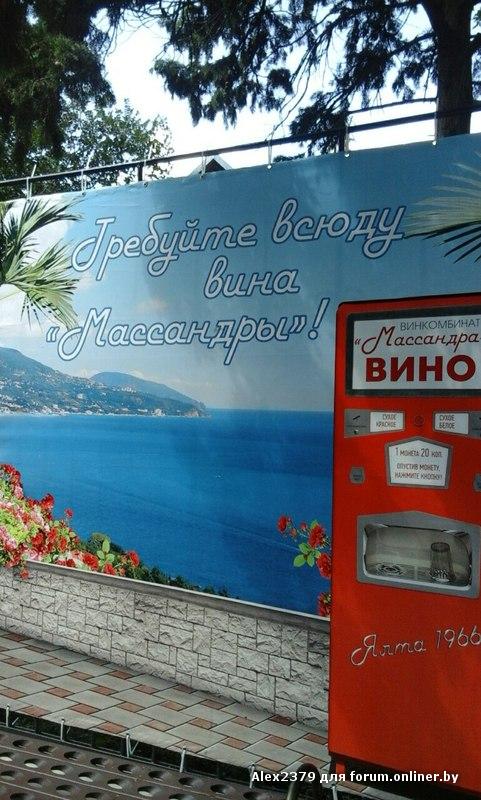 Требуйте всюду
вина
"Массандры"!
ВИНКОМБИНАТ
"Массандра
ВИНО
СУХОЕ
КРАСНОЕ
СУХОЕ
БЕЛОЕ
1 МОНЕТА 20 КОП.
ОПУСТИВ МОНЕТУ,
НАЖМИТЕ КНОПКУ!
Ялта 1966
Alex2379 для forum.onliner.by